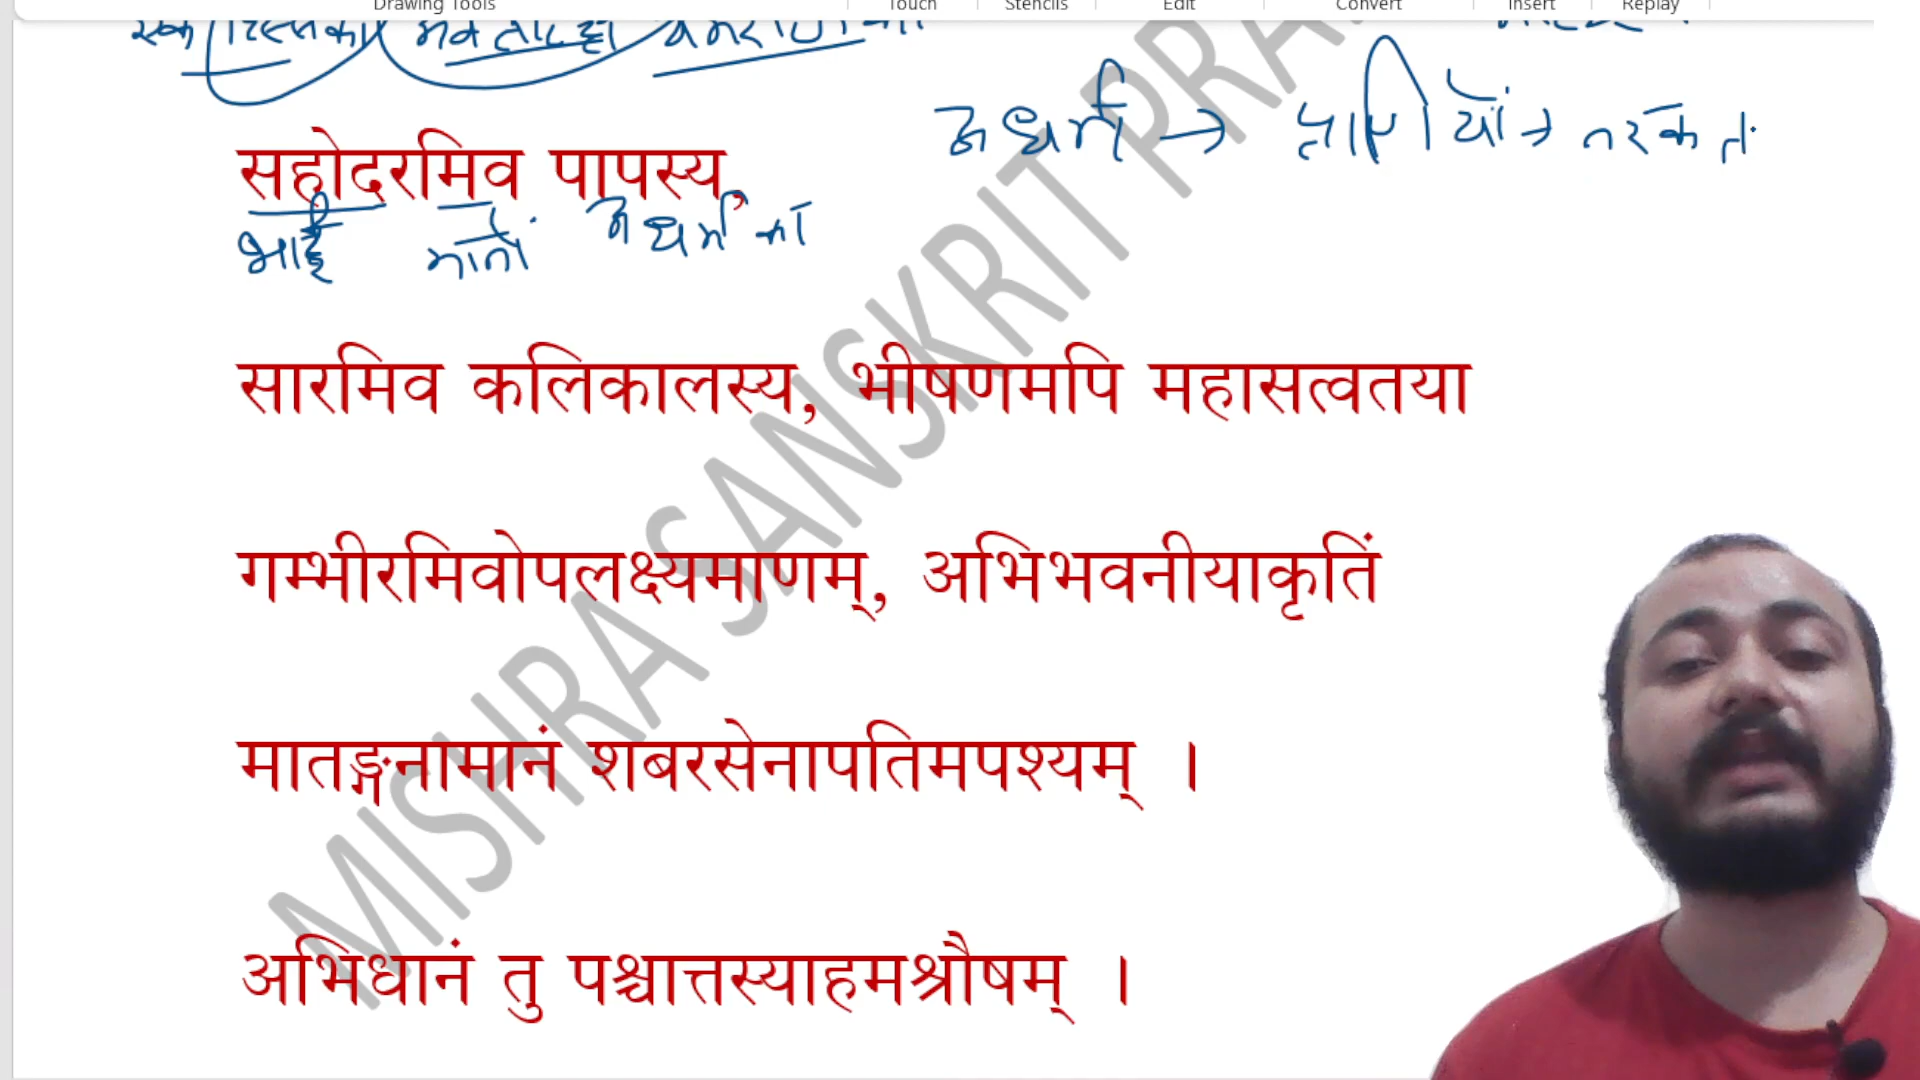 Drawing Tools Touch Stencils Edit Convert Insert Replay
अधर्म → प्राणियों → नरक
सहोदरमिव पापस्य,
भाई मानो अधर्म का
सारमिव कलिकालस्य, भीषणमपि महासत्वतया
गम्भीरमिवोपलक्ष्यमाणम्, अभिभवनीयाकृतिं
मातङ्गनामानं शबरसेनापतिमपश्यम् ।
अभिधानं तु पश्चात्तस्याहमश्रौषम् ।
MISHRA SANSKRIT